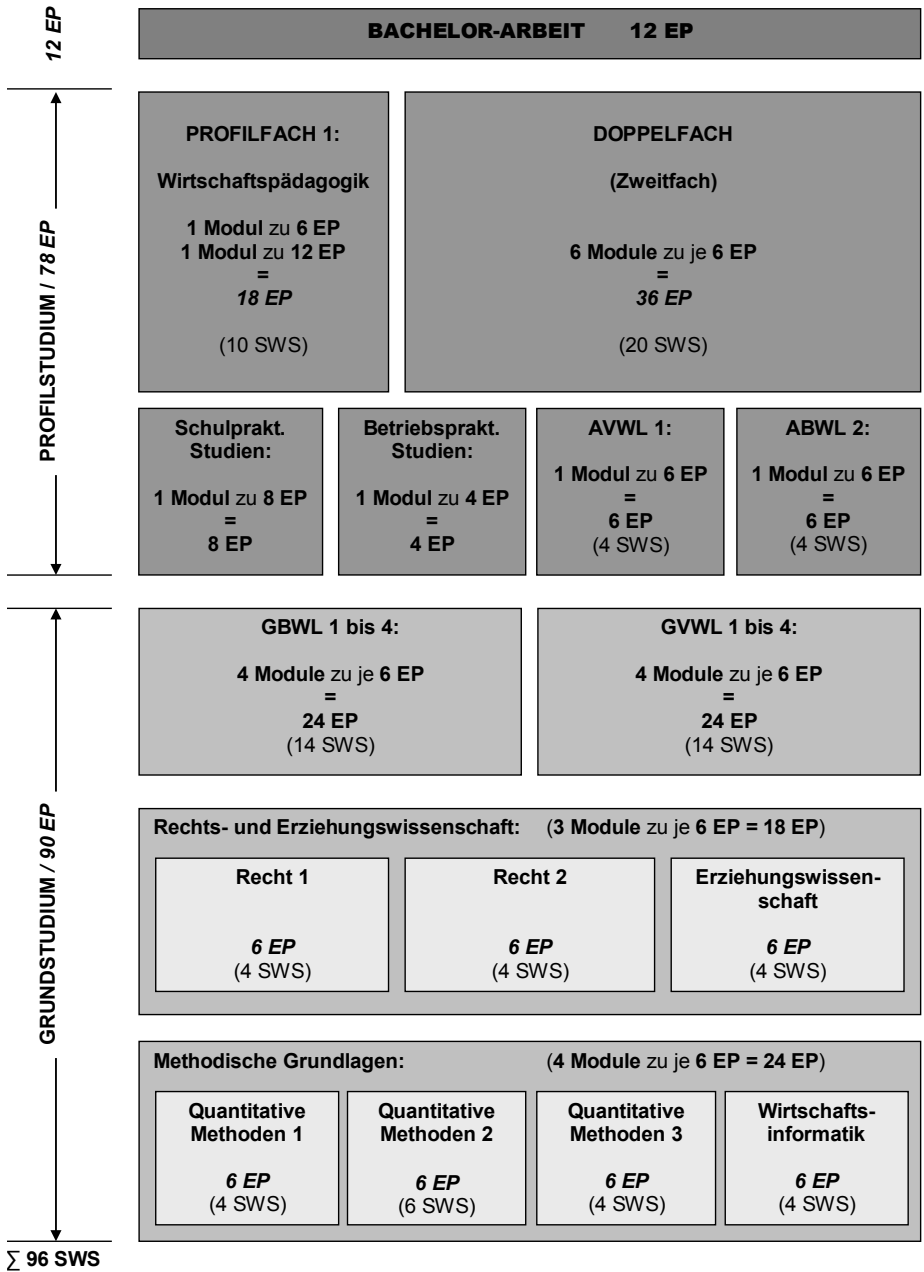 12 EP
BACHELOR-ARBEIT 12 EP
PROFILSTUDIUM / 78 EP
PROFILFACH 1:
Wirtschaftspädagogik
1 Modul zu 6 EP
1 Modul zu 12 EP
=
18 EP
(10 SWS)
DOPPELFACH
(Zweitfach)
6 Module zu je 6 EP
=
36 EP
(20 SWS)
Schulprakt.
Studien:
1 Modul zu 8 EP
=
8 EP
Betriebsprakt.
Studien:
1 Modul zu 4 EP
=
4 EP
AVWL 1:
1 Modul zu 6 EP
=
6 EP
(4 SWS)
ABWL 2:
1 Modul zu 6 EP
=
6 EP
(4 SWS)
GRUNDSTUDIUM / 90 EP
GBWL 1 bis 4:
4 Module zu je 6 EP
=
24 EP
(14 SWS)
GVWL 1 bis 4:
4 Module zu je 6 EP
=
24 EP
(14 SWS)
Rechts- und Erziehungswissenschaft: (3 Module zu je 6 EP = 18 EP)
Recht 1
6 EP
(4 SWS)
Recht 2
6 EP
(4 SWS)
Erziehungswissen-
schaft
6 EP
(4 SWS)
Methodische Grundlagen: (4 Module zu je 6 EP = 24 EP)
Quantitative
Methoden 1
6 EP
(4 SWS)
Quantitative
Methoden 2
6 EP
(6 SWS)
Quantitative
Methoden 3
6 EP
(4 SWS)
Wirtschafts-
informatik
6 EP
(4 SWS)
∑ 96 SWS